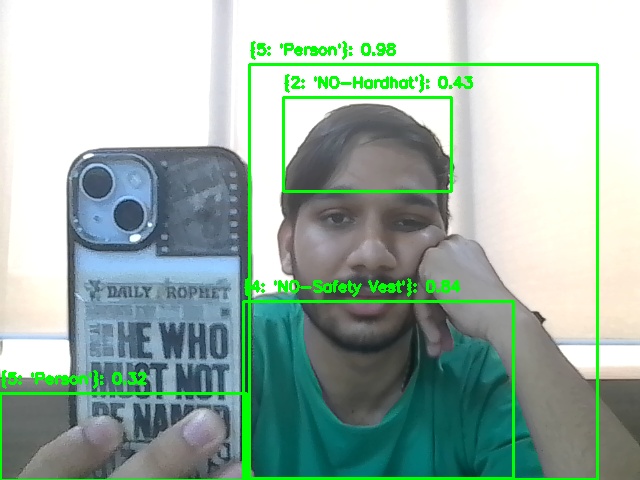 {5: 'Person'}: 0.98
{2: 'NO-Hardhat'}: 0.43
{4: 'NO-Safety Vest'}: 0.84
DAILY PROPHET
HE WHO
MUST NOT
BE NAMED
{5: 'Person'}: 0.32